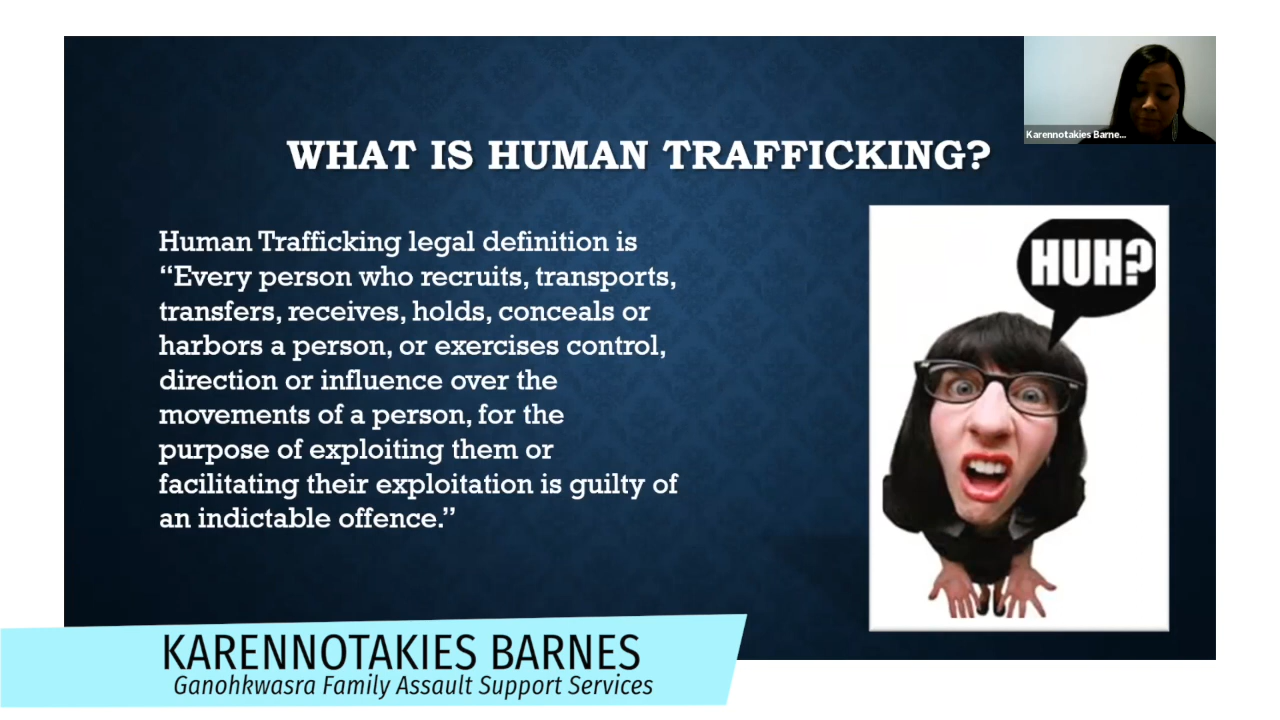 Karennotakies Barne...
WHAT IS HUMAN TRAFFICKING?
Human Trafficking legal definition is
“Every person who recruits, transports,
transfers, receives, holds, conceals or
harbors a person, or exercises control,
direction or influence over the
movements of a person, for the
purpose of exploiting them or
facilitating their exploitation is guilty of
an indictable offence.”
HUH?
KARENNOTAKIES BARNES
Ganohkwasra Family Assault Support Services